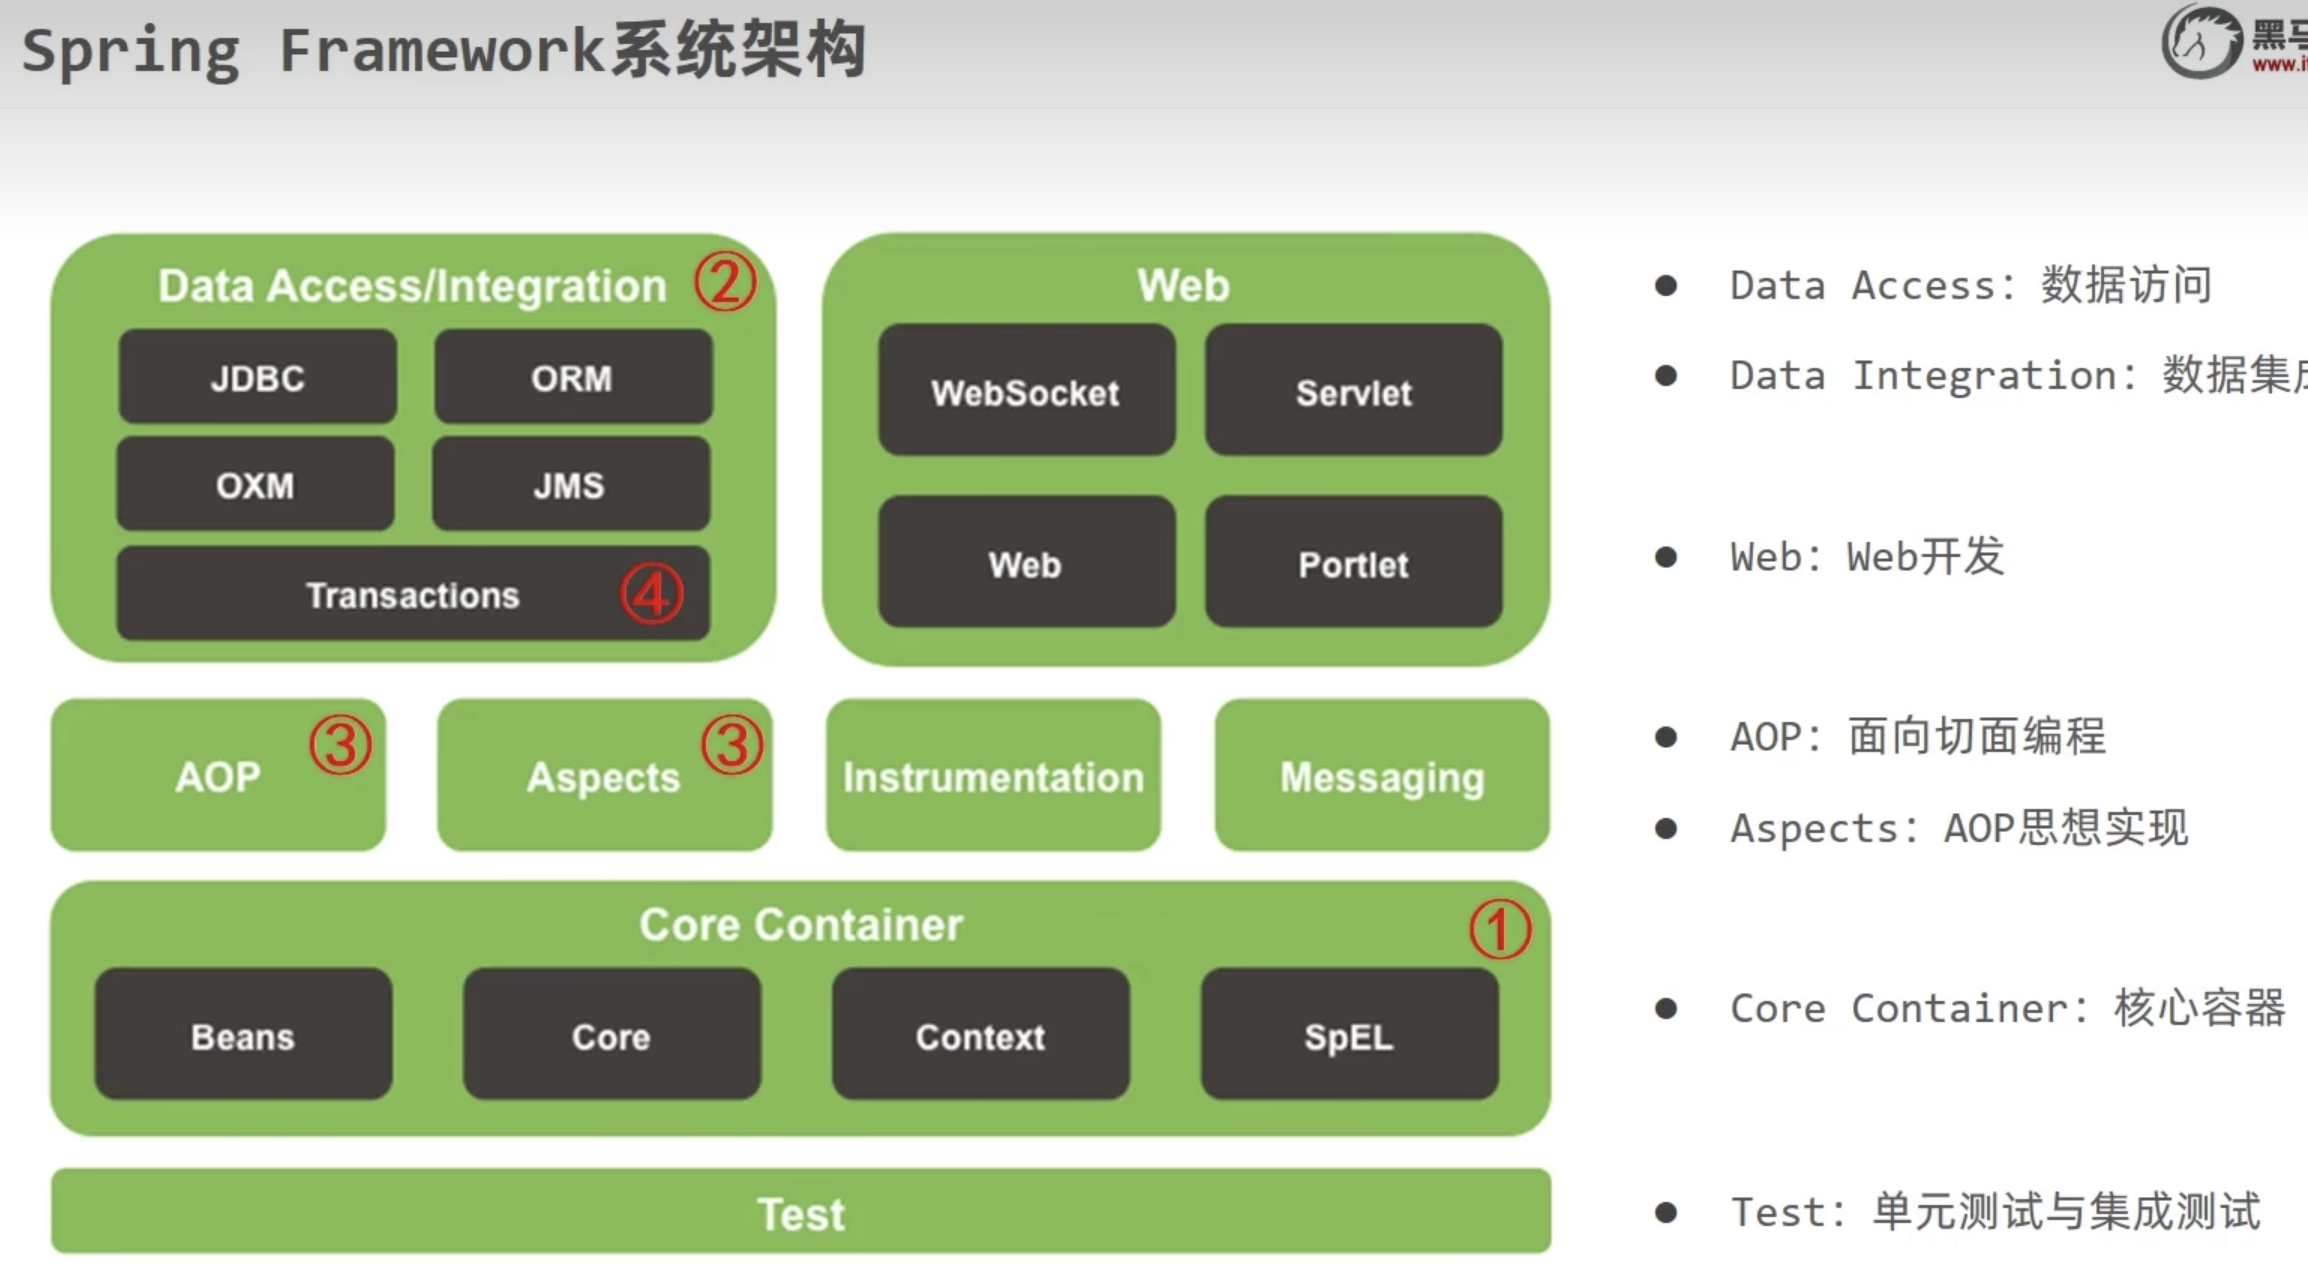 Spring Framework系统架构
黑马
www.it
Data Access/Integration ②
JDBC
ORM
OXM
JMS
Transactions ④
Web
WebSocket
Servlet
Web
Portlet
AOP ③
Aspects ③
Instrumentation
Messaging
Core Container ①
Beans
Core
Context
SpEL
Test
● Data Access: 数据访问
● Data Integration: 数据集成
● Web: Web开发
● AOP: 面向切面编程
● Aspects: AOP思想实现
● Core Container: 核心容器
● Test: 单元测试与集成测试